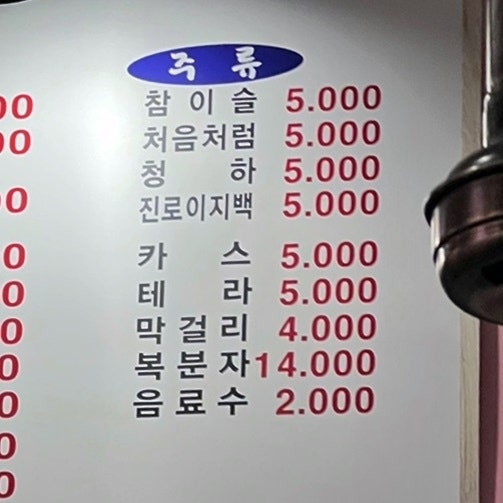 주류
참이슬 5.000
처음처럼 5.000
청하 5.000
진로이지백 5.000
카스 5.000
테라 5.000
막걸리 4.000
복분자 14.000
음료수 2.000